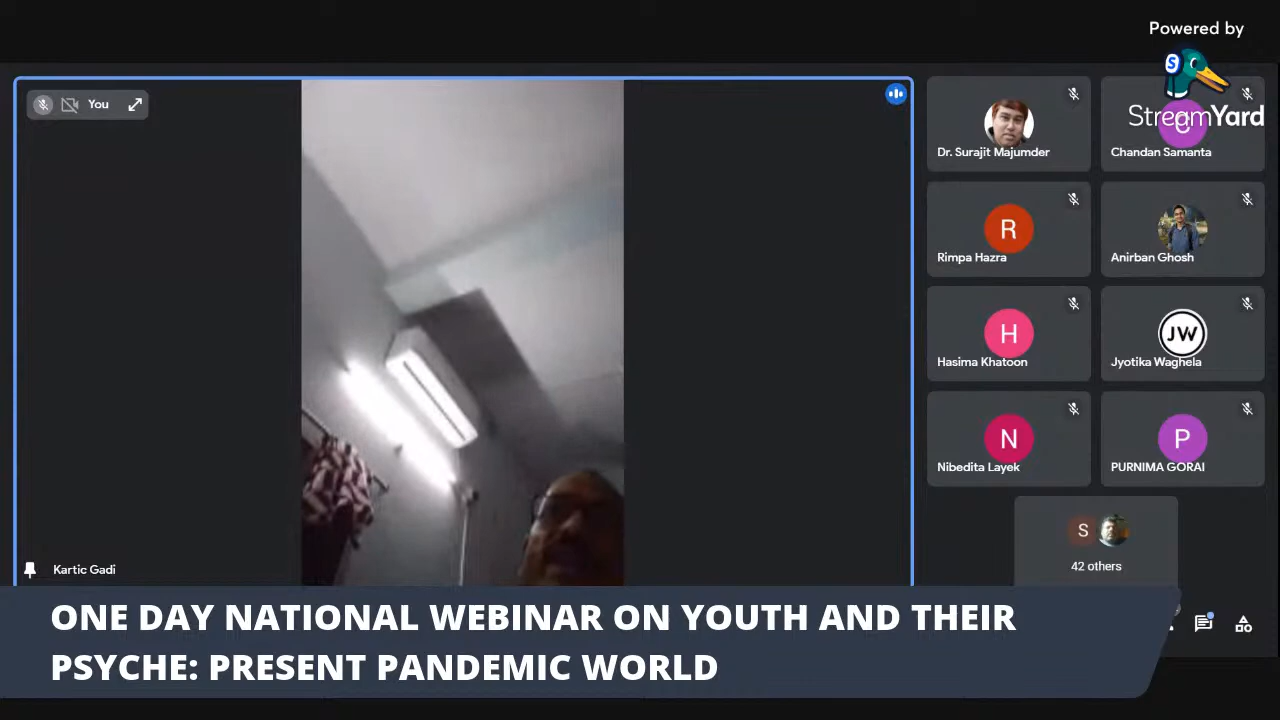 Powered by
StreamYard
You
Kartic Gadi
Dr. Surajit Majumder
C
Chandan Samanta
R
Rimpa Hazra
Anirban Ghosh
H
Hasima Khatoon
JW
Jyotika Waghela
N
Nibedita Layek
P
PURNIMA GORAI
S
42 others
ONE DAY NATIONAL WEBINAR ON YOUTH AND THEIR
PSYCHE: PRESENT PANDEMIC WORLD